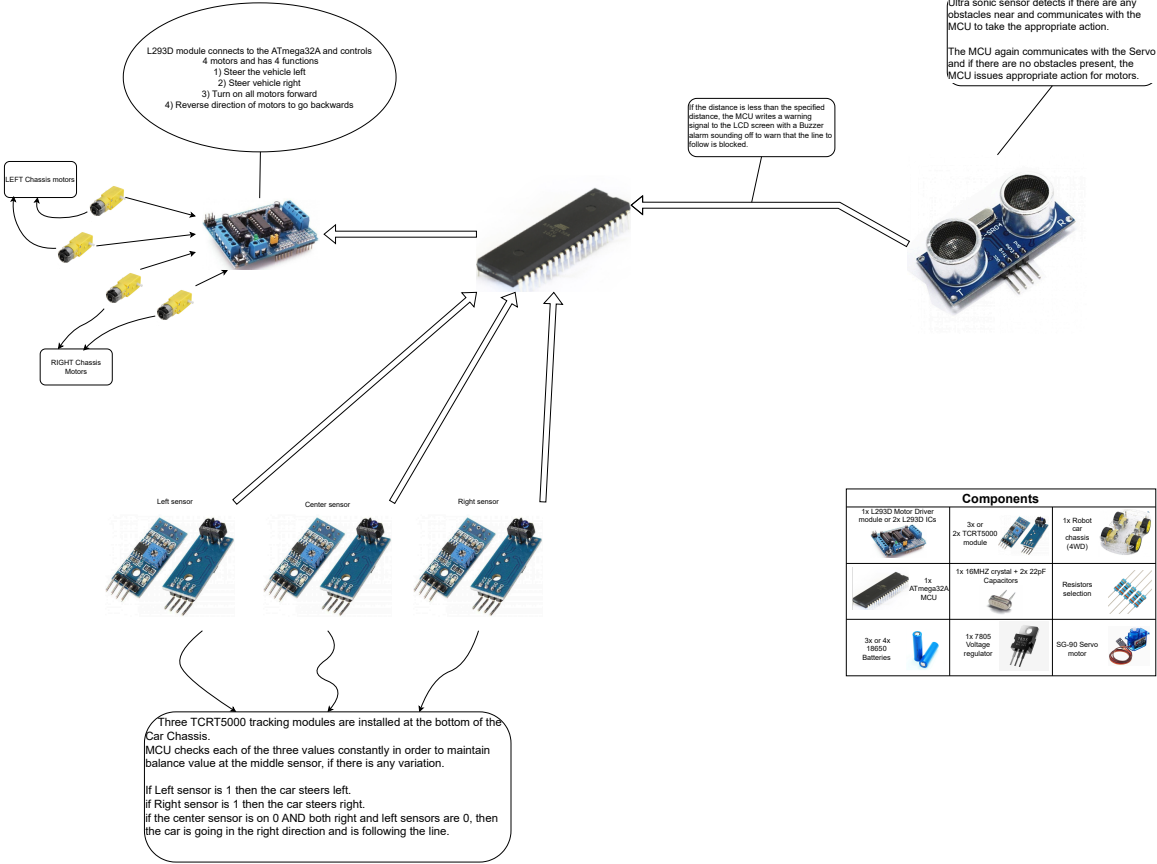 Ultra sonic sensor detects if there are any
obstacles near and communicates with the
MCU to take the appropriate action.
The MCU again communicates with the Servo
and if there are no obstacles present, the
MCU issues appropriate action for motors.
L293D module connects to the ATmega32A and controls
4 motors and has 4 functions
1) Steer the vehicle left
2) Steer vehicle right
3) Turn on all motors forward
4) Reverse direction of motors to go backwards
If the distance is less than the specified
distance, the MCU writes a warning
signal to the LCD screen with a Buzzer
alarm sounding off to warn that the line to
follow is blocked.
LEFT Chassis motors
RIGHT Chassis
Motors
Left sensor
Center sensor
Right sensor
Components
1x L293D Motor Driver
module or 2x L293D ICs
3x or
2x TCRT5000
module
1x Robot
car
chassis
(4WD)
1x
ATmega32A
MCU
1x 16MHZ crystal + 2x 22pF
Capacitors
Resistors
selection
3x or 4x
18650
Batteries
1x 7805
Voltage
regulator
SG-90 Servo
motor
Three TCRT5000 tracking modules are installed at the bottom of the
Car Chassis.
MCU checks each of the three values constantly in order to maintain
balance value at the middle sensor, if there is any variation.
If Left sensor is 1 then the car steers left.
if Right sensor is 1 then the car steers right.
if the center sensor is on 0 AND both right and left sensors are 0, then
the car is going in the right direction and is following the line.